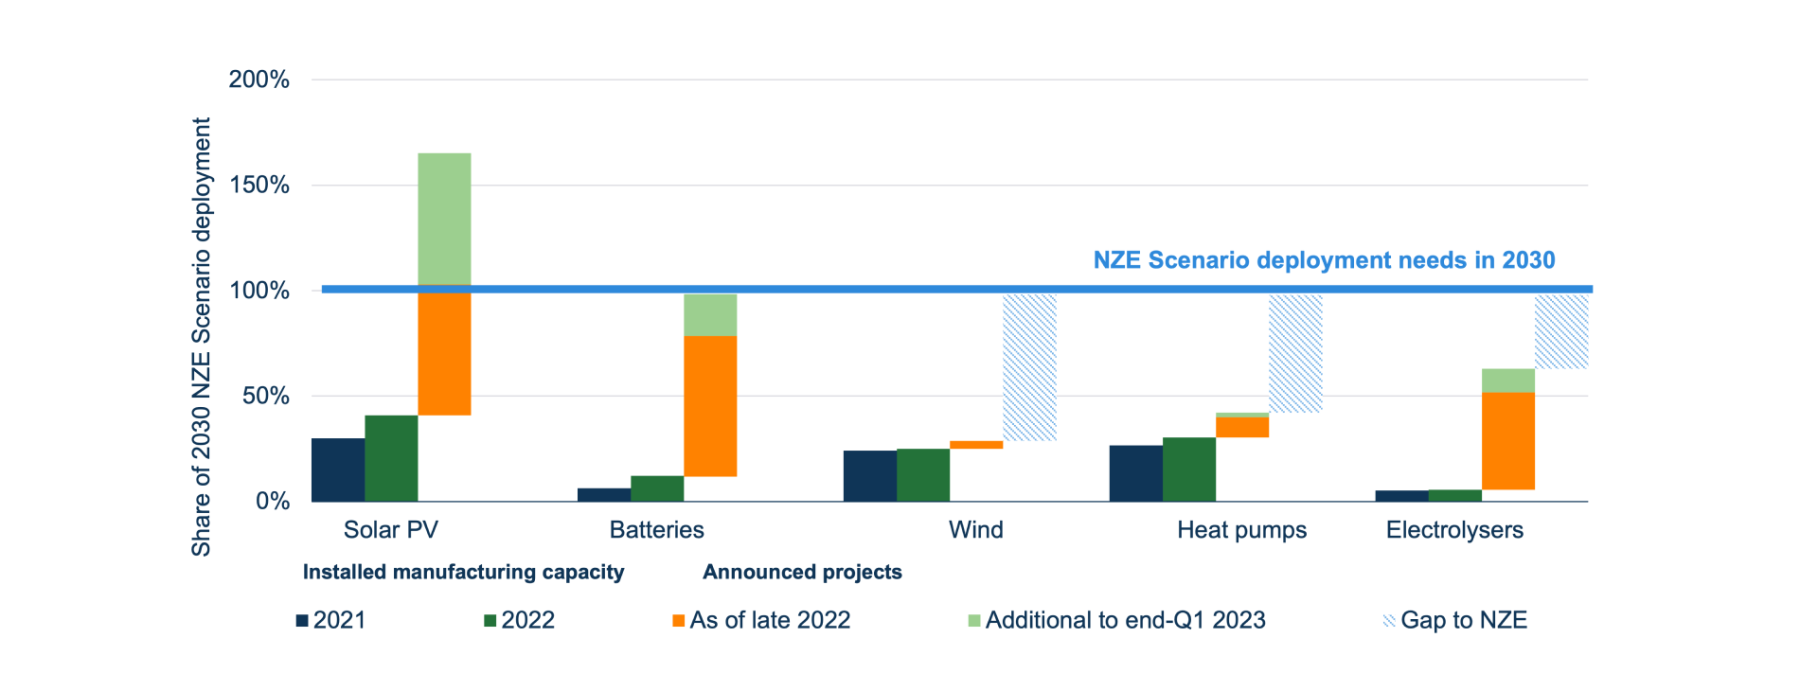 200%
150%
100%
50%
0%
Share of 2030 NZE Scenario deployment
NZE Scenario deployment needs in 2030
Solar PV
Batteries
Wind
Heat pumps
Electrolysers
Installed manufacturing capacity
Announced projects
2021
2022
As of late 2022
Additional to end-Q1 2023
Gap to NZE